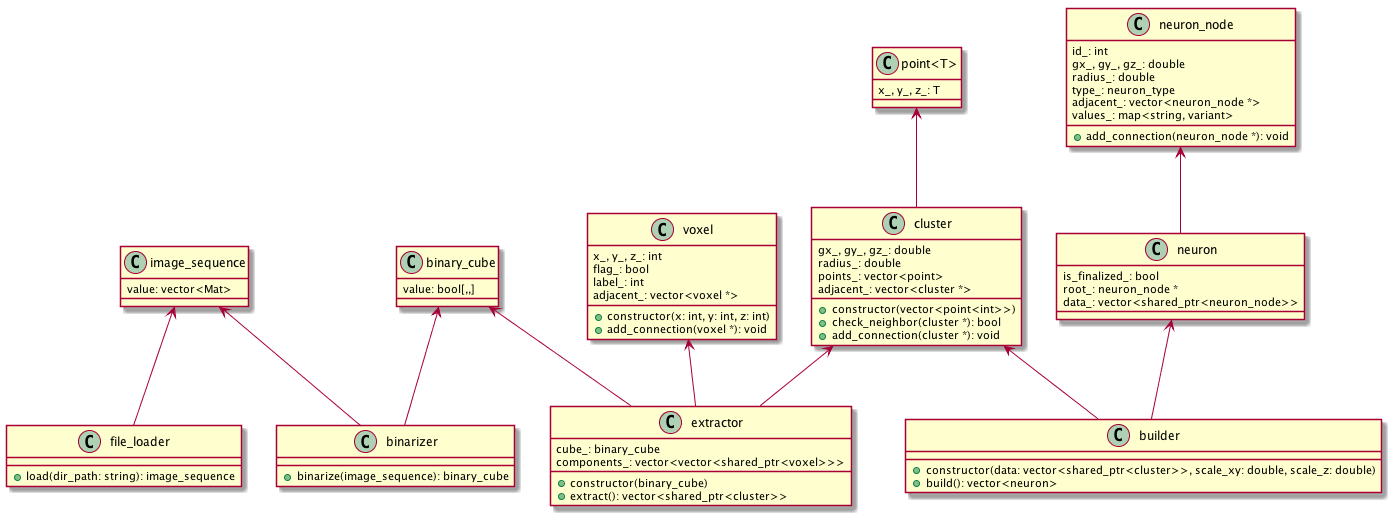 C neuron_node
id_: int
gx_, gy_, gz_: double
radius_: double
type_: neuron_type
adjacent_: vector<neuron_node *>
values_: map<string, variant>
add_connection(neuron_node *): void
C point<T>
x_, y_, z_: T
C image_sequence
value: vector<Mat>
C binary_cube
value: bool[,,]
C voxel
x_, y_, z_: int
flag_: bool
label_: int
adjacent_: vector<voxel *>
constructor(x: int, y: int, z: int)
add_connection(voxel *): void
C cluster
gx_, gy_, gz_: double
radius_: double
points_: vector<point>
adjacent_: vector<cluster *>
constructor(vector<point<int>>)
check_neighbor(cluster *): bool
add_connection(cluster *): void
C neuron
is_finalized_: bool
root_: neuron_node *
data_: vector<shared_ptr<neuron_node>>
C file_loader
load(dir_path: string): image_sequence
C binarizer
binarize(image_sequence): binary_cube
C extractor
cube_: binary_cube
components_: vector<vector<shared_ptr<voxel>>>
constructor(binary_cube)
extract(): vector<shared_ptr<cluster>>
C builder
constructor(data: vector<shared_ptr<cluster>>, scale_xy: double, scale_z: double)
build(): vector<neuron>